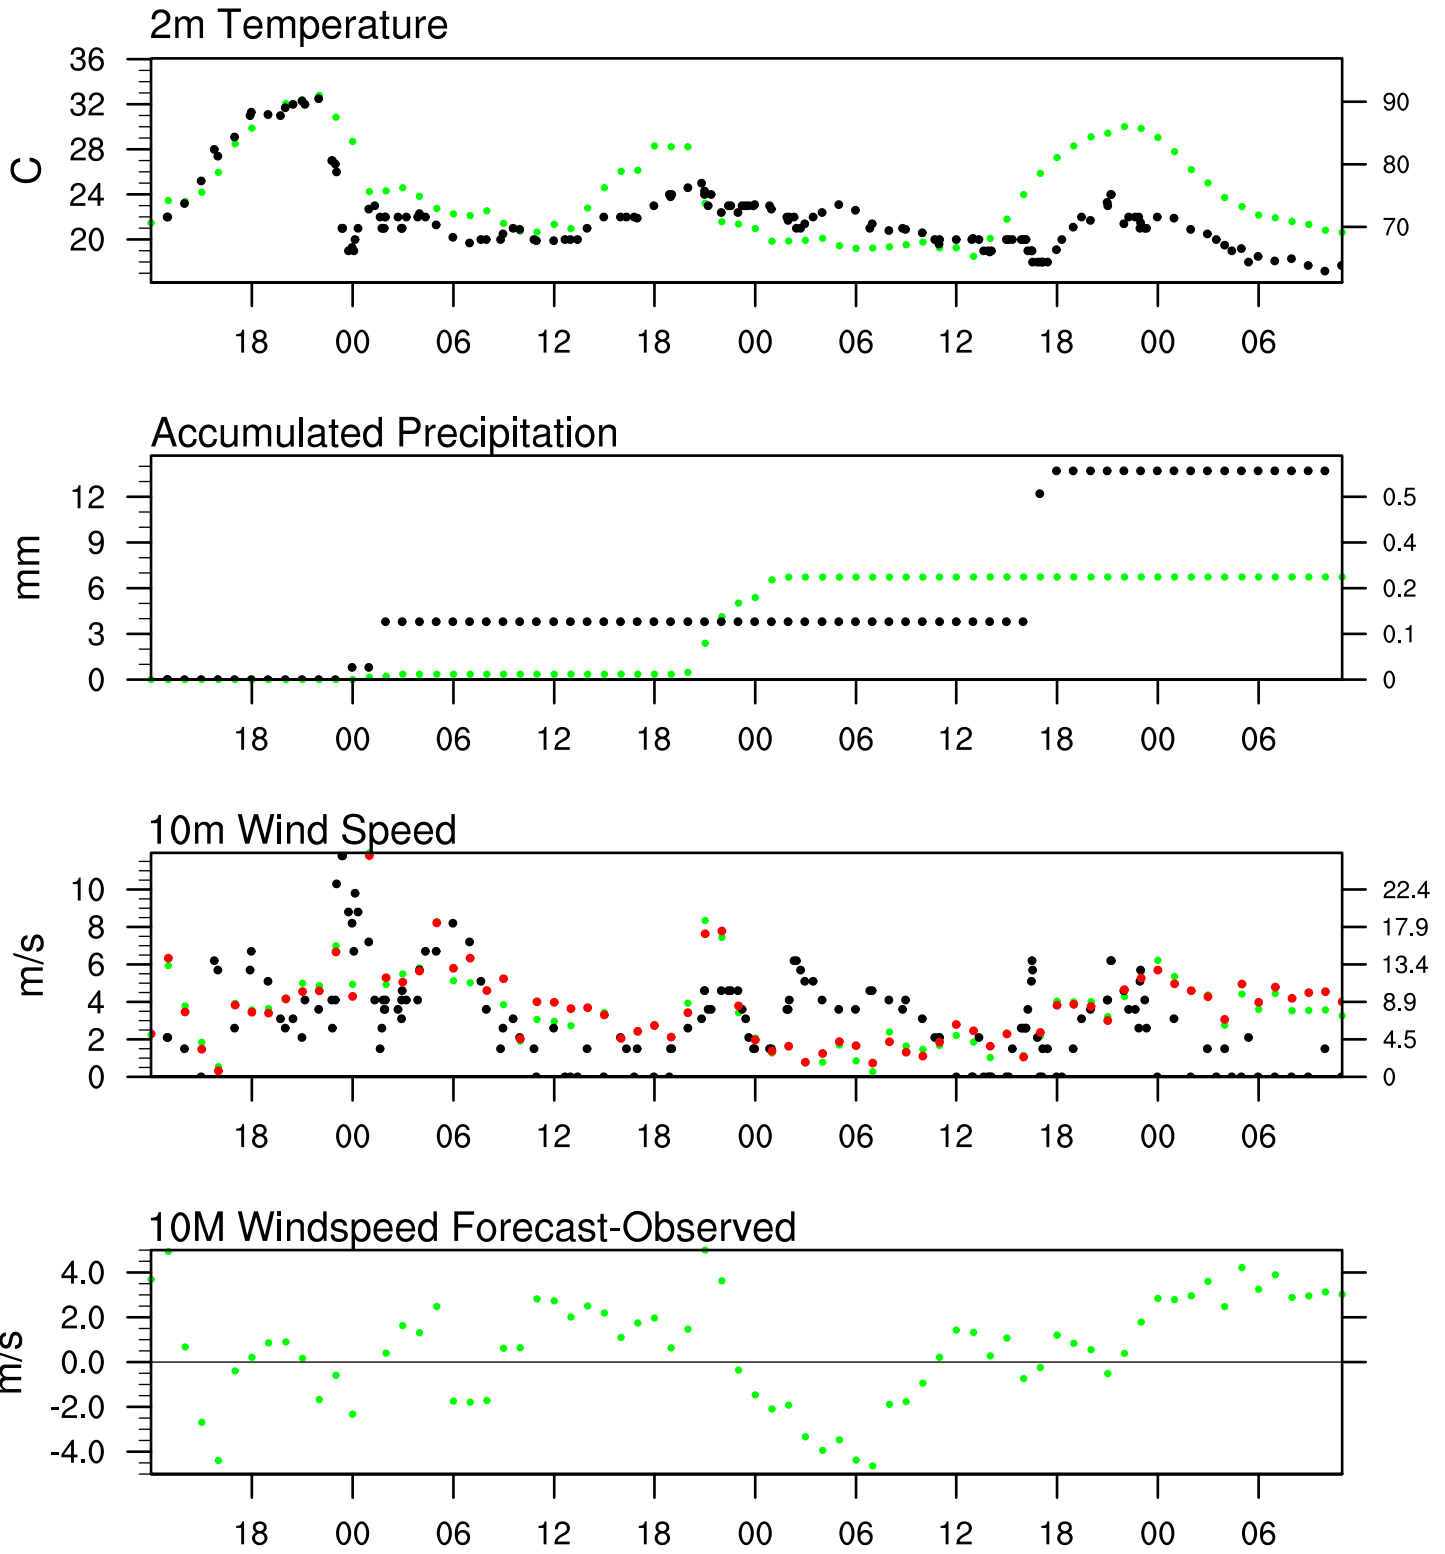 2m Temperature
36
32
28
24
20
C
90
80
70
18 00 06 12 18 00 06 12 18 00 06
Accumulated Precipitation
12
9
6
3
0
mm
0.5
0.4
0.2
0.1
0
18 00 06 12 18 00 06 12 18 00 06
10m Wind Speed
10
8
6
4
2
0
m/s
22.4
17.9
13.4
8.9
4.5
0
18 00 06 12 18 00 06 12 18 00 06
10M Windspeed Forecast-Observed
4.0
2.0
0.0
-2.0
-4.0
m/s
18 00 06 12 18 00 06 12 18 00 06